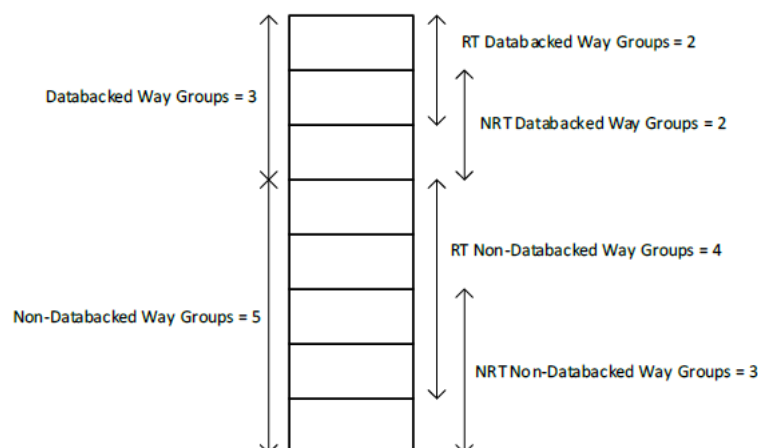 RT Databacked Way Groups = 2
Databacked Way Groups = 3
NRT Databacked Way Groups = 2
RT Non-Databacked Way Groups = 4
Non-Databacked Way Groups = 5
NRT Non-Databacked Way Groups = 3